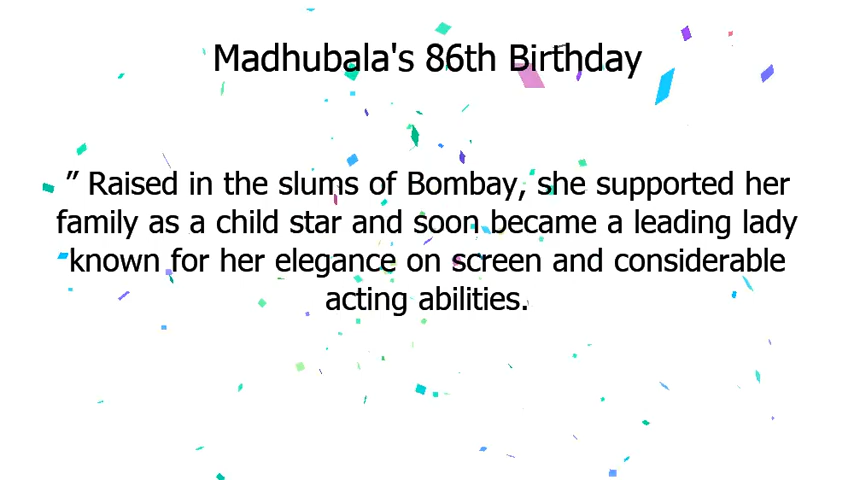 Madhubala's 86th Birthday
” Raised in the slums of Bombay, she supported her
family as a child star and soon became a leading lady
known for her elegance on screen and considerable
acting abilities.